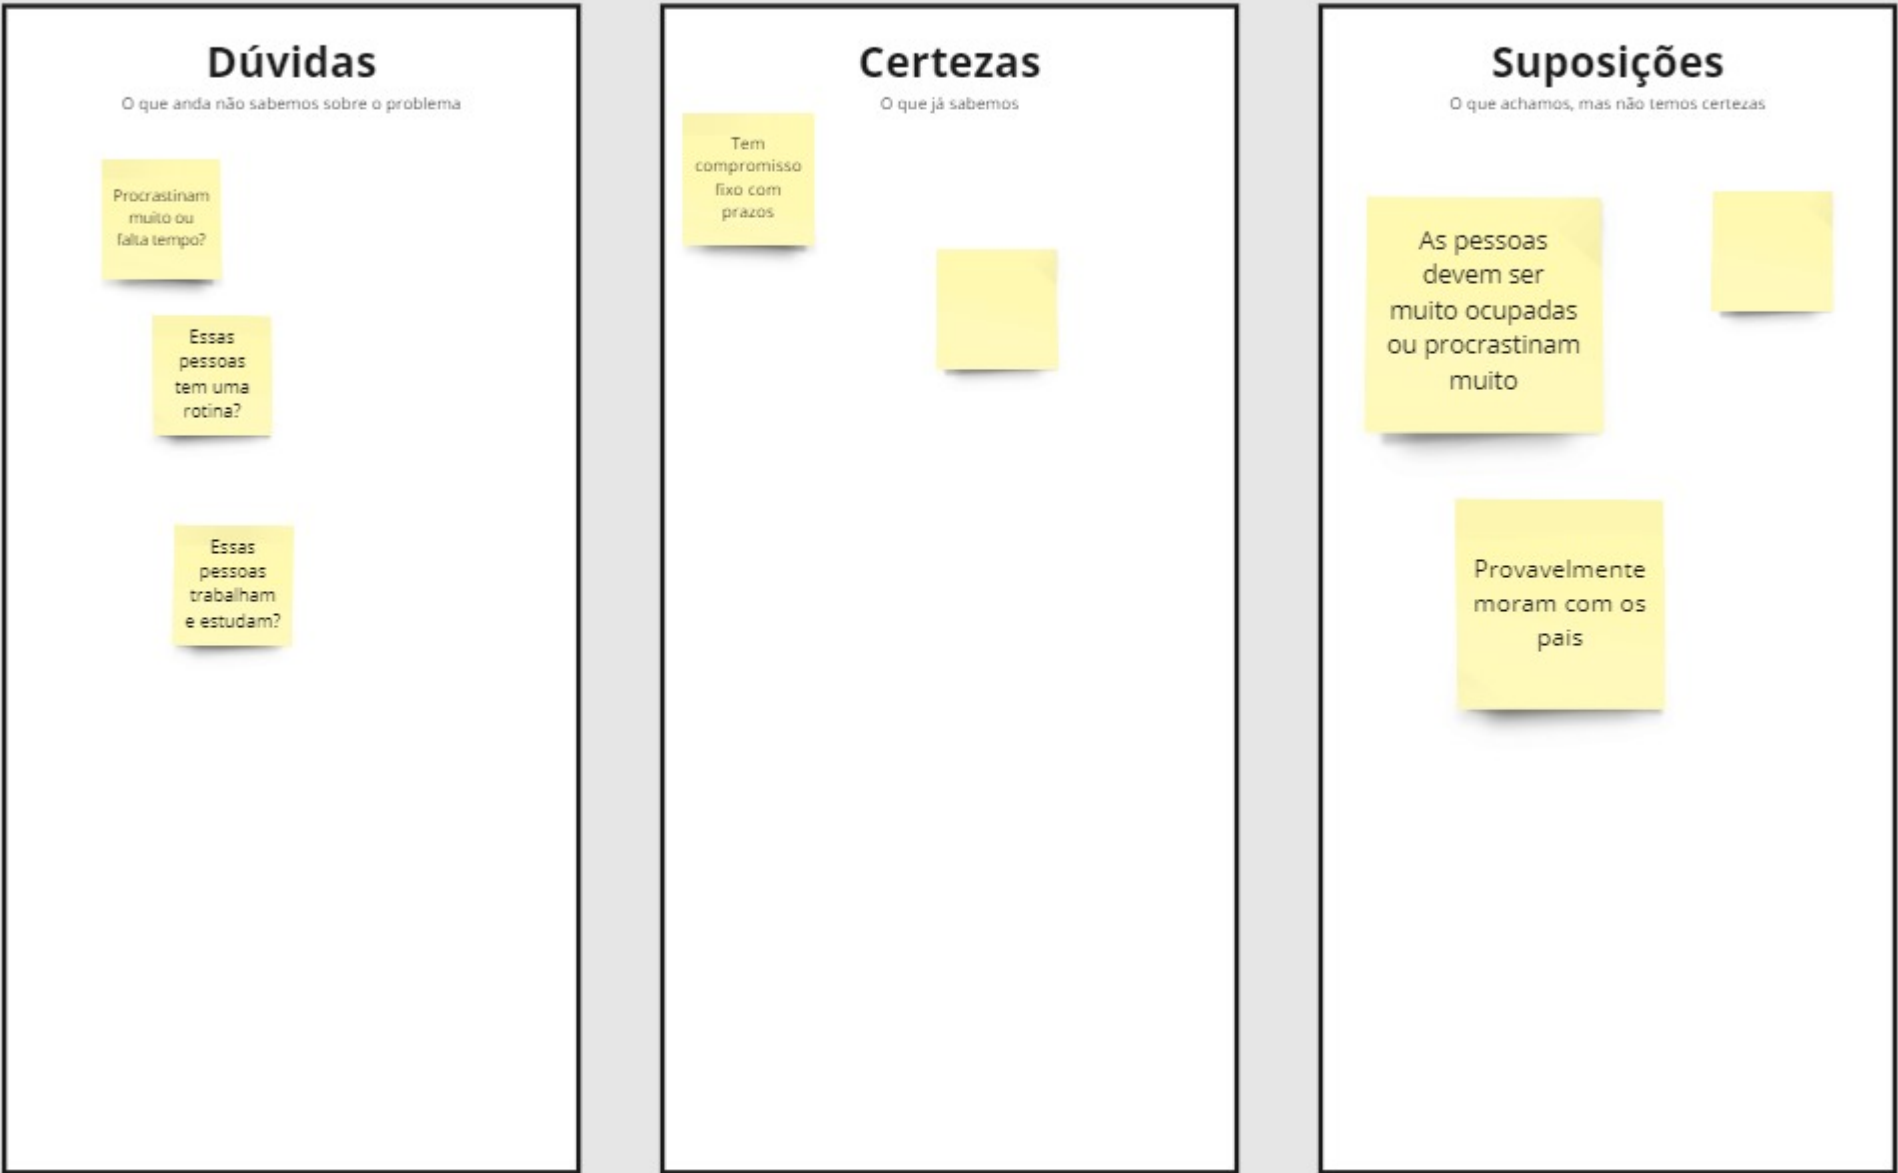 Dúvidas
O que anda não sabemos sobre o problema
Procrastinam
muito ou
falta tempo?
Essas
pessoas
tem uma
rotina?
Essas
pessoas
trabalham
e estudam?
Certezas
O que já sabemos
Tem
compromisso
fixo com
prazos
Suposições
O que achamos, mas não temos certezas
As pessoas
devem ser
muito ocupadas
ou procrastinam
muito
Provavelmente
moram com os
pais